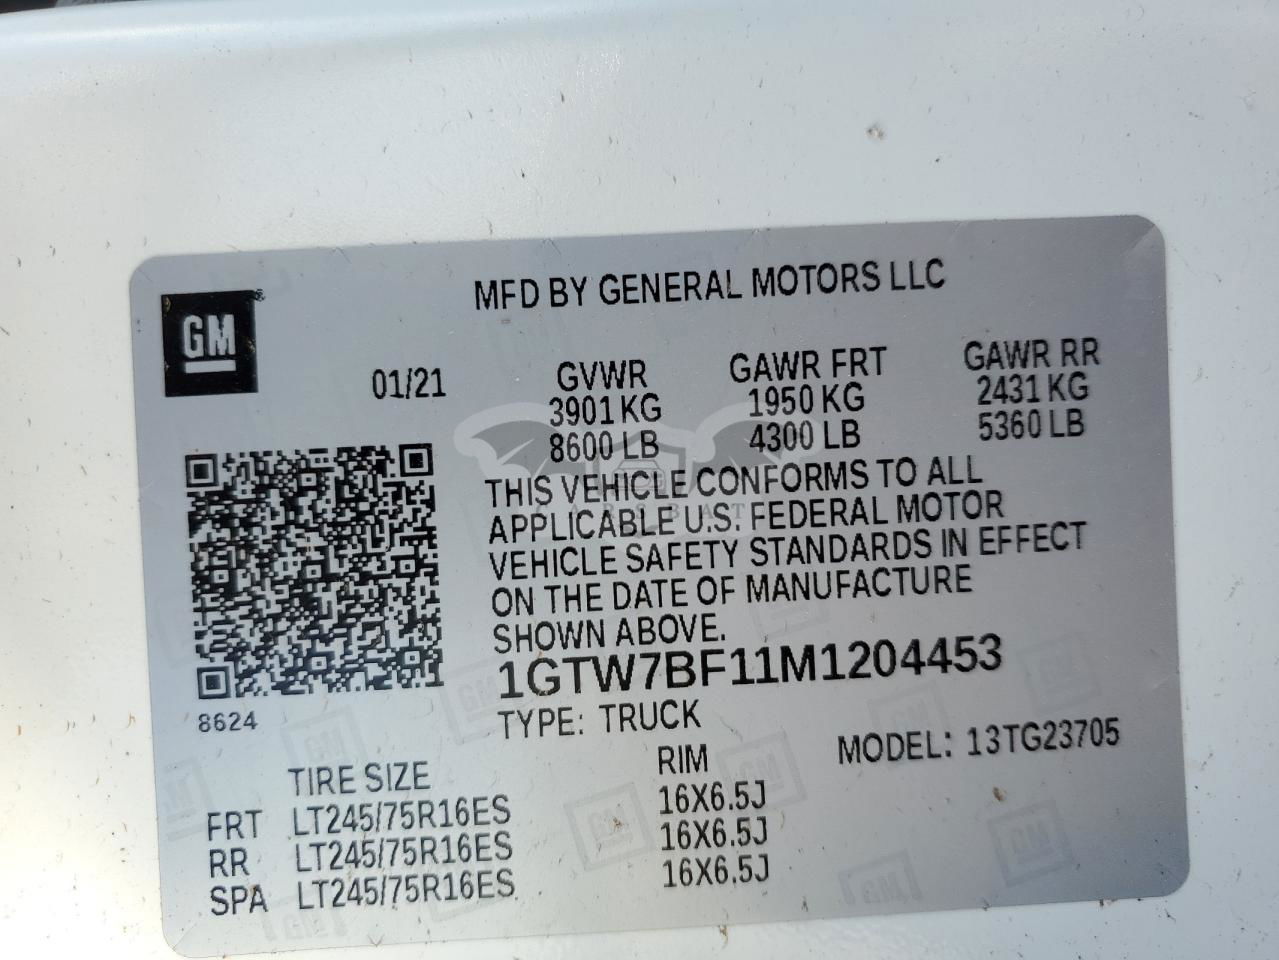 MFD BY GENERAL MOTORS LLC
GM
01/21
GVWR GAWR FRT GAWR RR
3901 KG 1950 KG 2431 KG
8600 LB 4300 LB 5360 LB
THIS VEHICLE CONFORMS TO ALL
APPLICABLE U.S. FEDERAL MOTOR
VEHICLE SAFETY STANDARDS IN EFFECT
ON THE DATE OF MANUFACTURE
SHOWN ABOVE.
1GTW7BF11M1204453
8624
TYPE: TRUCK
MODEL: 13TG23705
TIRE SIZE RIM
FRT LT245/75R16ES 16X6.5J
RR LT245/75R16ES 16X6.5J
SPA LT245/75R16ES 16X6.5J